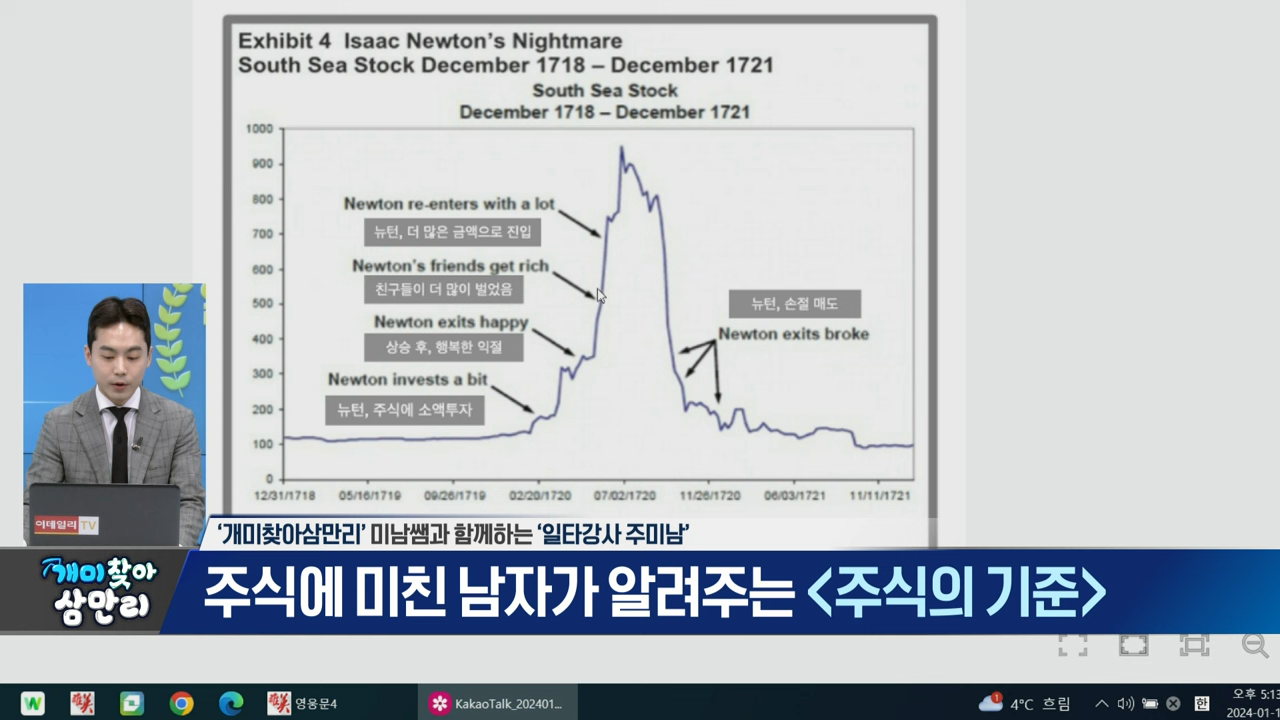 Exhibit 4 Isaac Newton's Nightmare
South Sea Stock December 1718 – December 1721
South Sea Stock
December 1718 – December 1721
1000
900
800
700
600
500
400
300
200
100
0
Newton re-enters with a lot
뉴턴, 더 많은 금액으로 진입
Newton's friends get rich
친구들이 더 많이 벌었음
Newton exits happy
상승 후, 행복한 익절
Newton invests a bit
뉴턴, 주식에 소액투자
뉴턴, 손절 매도
Newton exits broke
12/31/1718 05/16/1719 09/26/1719 02/20/1720 07/02/1720 11/26/1720 06/03/1721 11/11/1721
이데일리 TV
'개미찾아삼만리' 미남쌤과 함께하는 '일타강사 주미남'
개미찾아
삼만리
주식에 미친 남자가 알려주는 <주식의 기준>
영웅문4
KakaoTalk_202401...
1
4°C 흐림
한
오후 5:13
2024-01-1